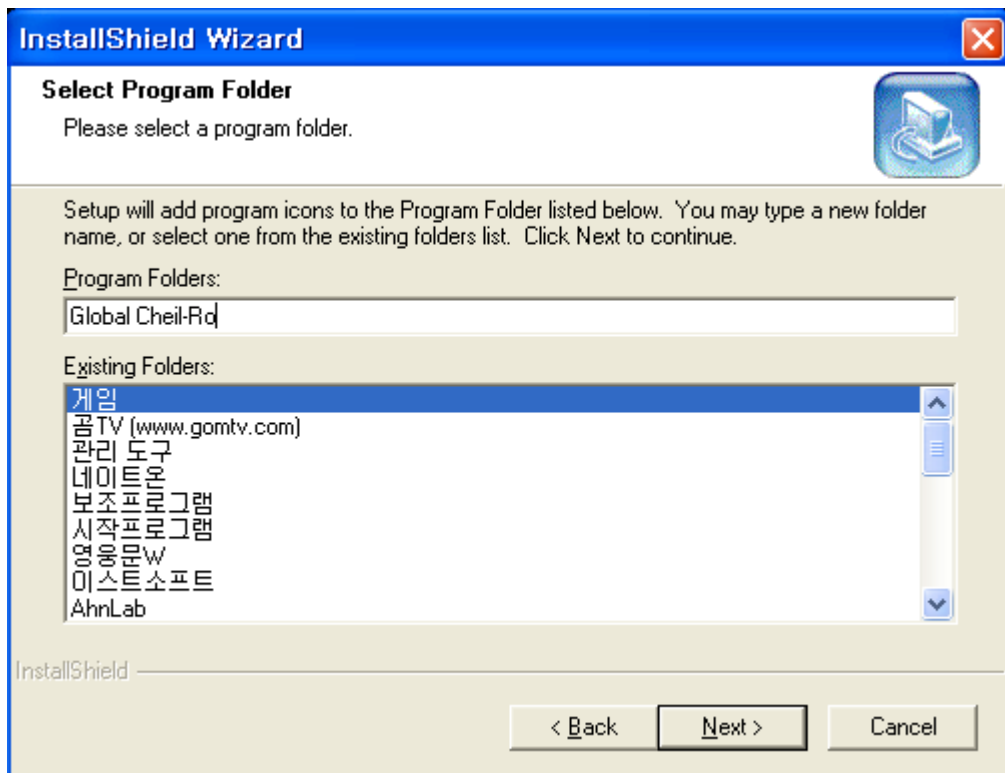 InstallShield Wizard
Select Program Folder
Please select a program folder.
Setup will add program icons to the Program Folder listed below.  You may type a new folder
name, or select one from the existing folders list.  Click Next to continue.
Program Folders:
Global Cheil-Ro
Existing Folders:
게임
곰TV (www.gomtv.com)
관리 도구
네이트온
보조프로그램
시작프로그램
영웅문W
이스트소프트
AhnLab
InstallShield
< Back
Next >
Cancel